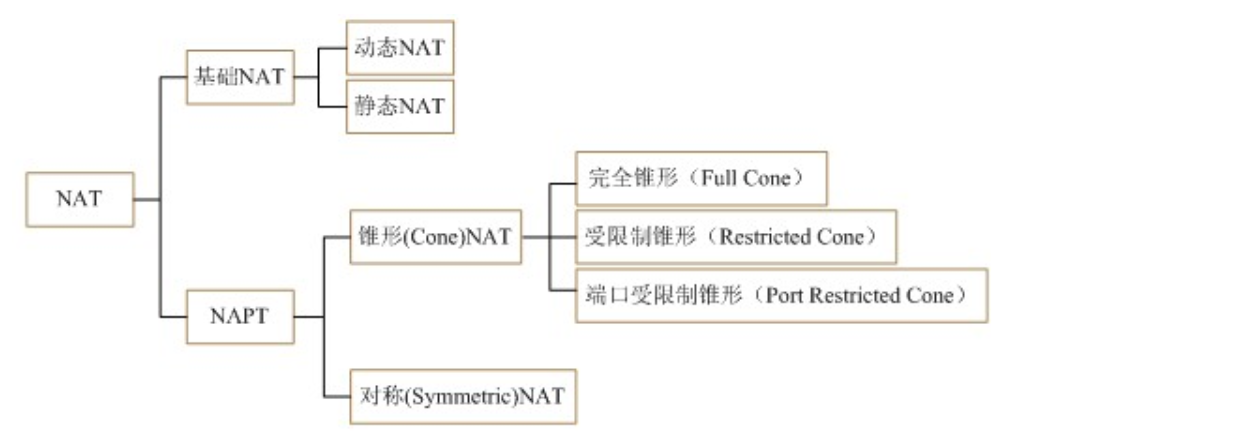 动态NAT
基础NAT
静态NAT
NAT
完全锥形（Full Cone）
锥形(Cone)NAT
受限制锥形（Restricted Cone）
端口受限制锥形（Port Restricted Cone）
NAPT
对称(Symmetric)NAT